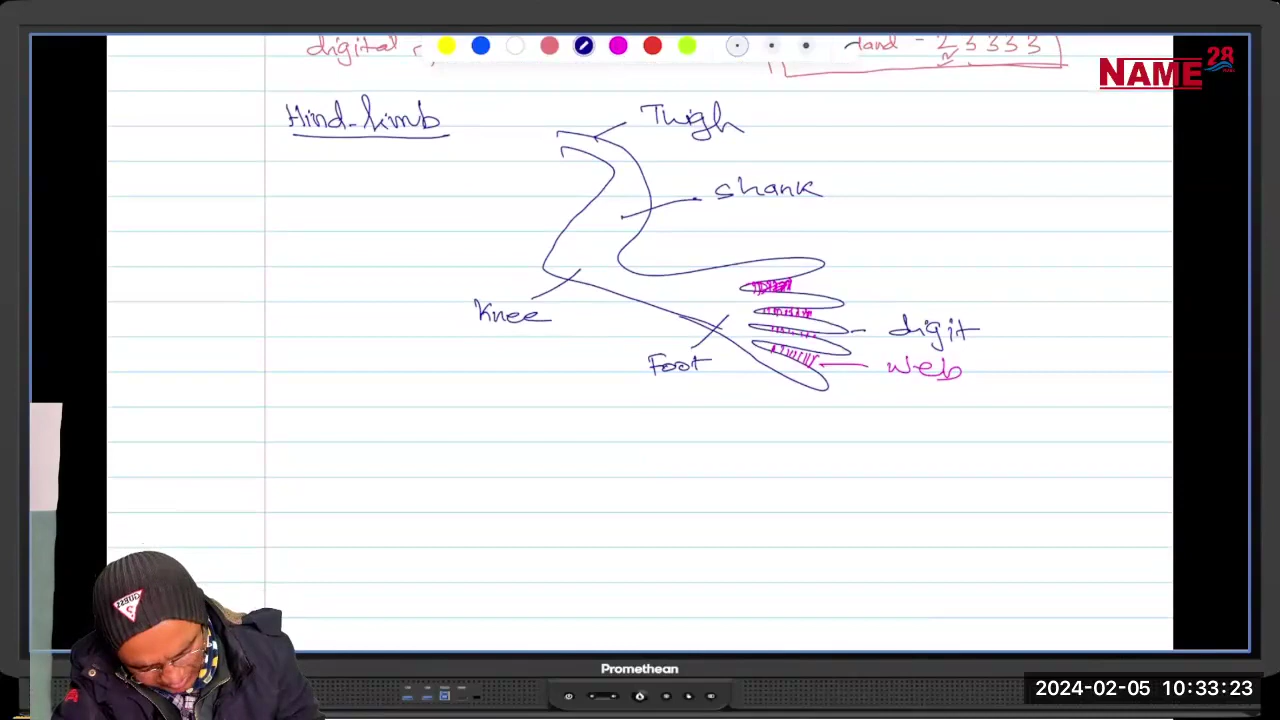 digital
Hand - 2 3 3 3 3
NAME 28
Hind-limb
Thigh
shank
Knee
digit
Foot
web
GUESS
Promethean
2024-02-05 10:33:23